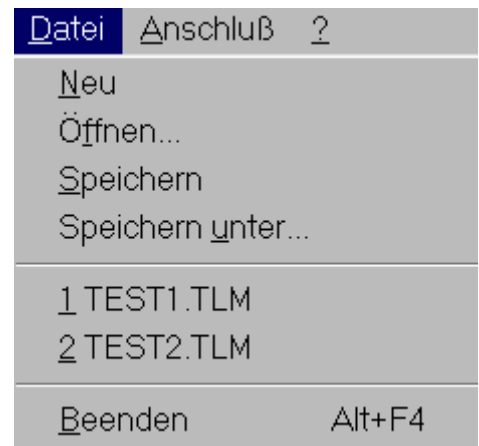 Datei Anschluß ?
Neu
Öffnen...
Speichern
Speichern unter...
1 TEST1.TLM
2 TEST2.TLM
Beenden Alt+F4